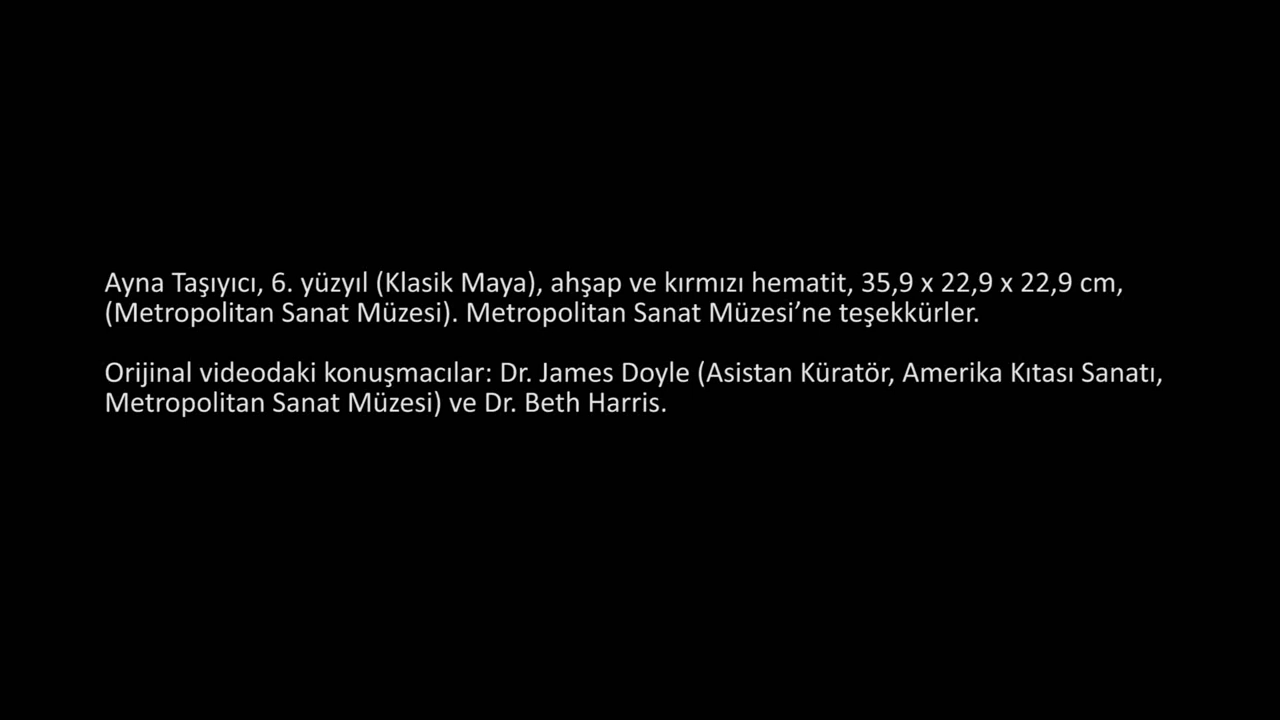 Ayna Taşıyıcı, 6. yüzyıl (Klasik Maya), ahşap ve kırmızı hematit, 35,9 x 22,9 x 22,9 cm,
(Metropolitan Sanat Müzesi). Metropolitan Sanat Müzesi’ne teşekkürler.
Orijinal videodaki konuşmacılar: Dr. James Doyle (Asistan Küratör, Amerika Kıtası Sanatı,
Metropolitan Sanat Müzesi) ve Dr. Beth Harris.